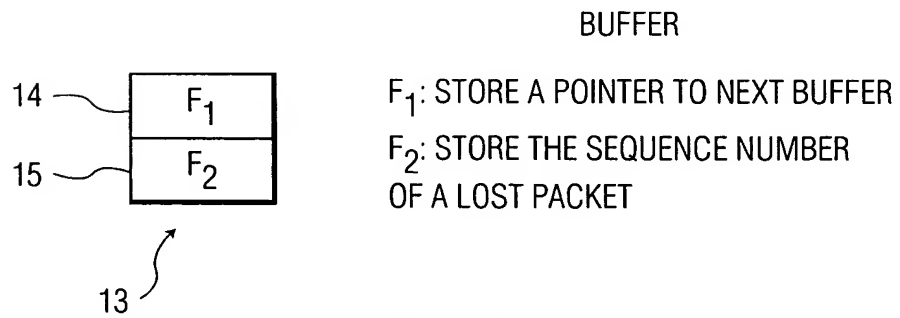 BUFFER
14
F₁
F₁: STORE A POINTER TO NEXT BUFFER
15
F₂
F₂: STORE THE SEQUENCE NUMBER
OF A LOST PACKET
13